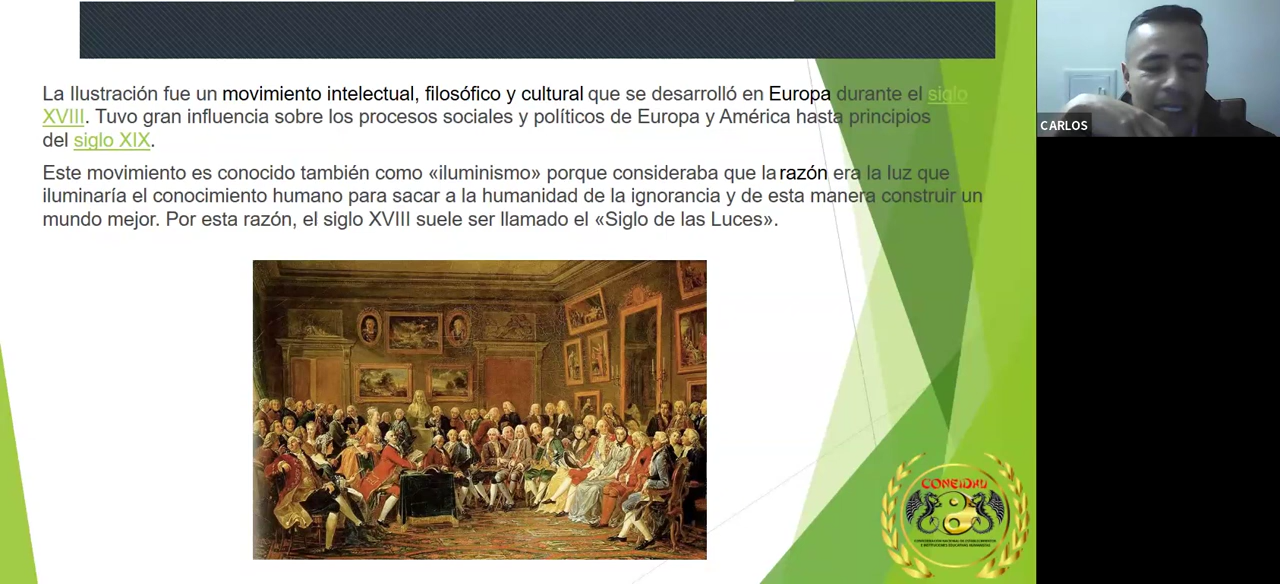 La Ilustración fue un movimiento intelectual, filosófico y cultural que se desarrolló en Europa durante el siglo
XVIII. Tuvo gran influencia sobre los procesos sociales y políticos de Europa y América hasta principios
del siglo XIX.
Este movimiento es conocido también como «iluminismo» porque consideraba que la razón era la luz que
iluminaría el conocimiento humano para sacar a la humanidad de la ignorancia y de esta manera construir un
mundo mejor. Por esta razón, el siglo XVIII suele ser llamado el «Siglo de las Luces».
CARLOS
CONEIDHU